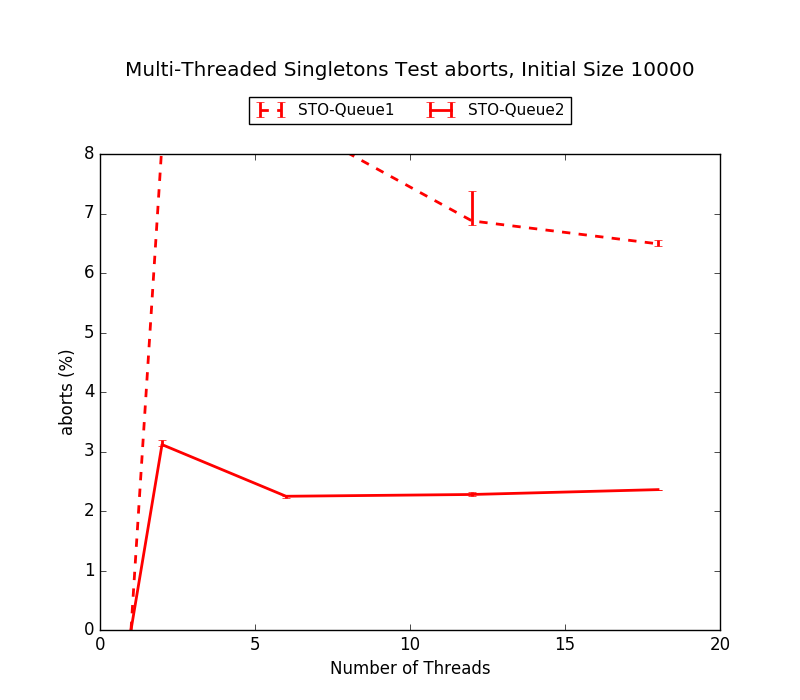 Multi-Threaded Singletons Test aborts, Initial Size 10000
STO-Queue1 STO-Queue2
8
7
6
5
4
3
2
1
0
aborts (%)
0 5 10 15 20
Number of Threads